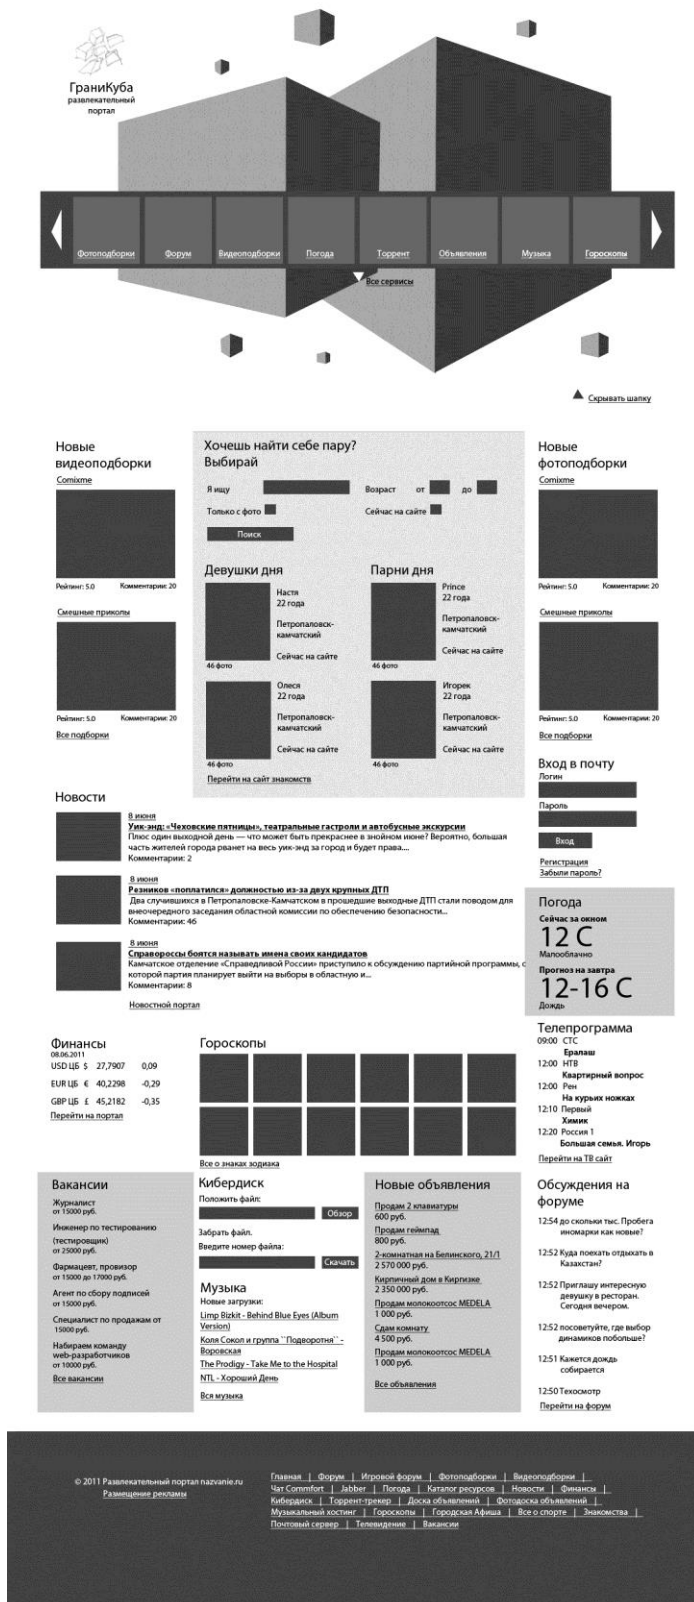 ГраниКуба
развлекательный
портал
Фотоподборки
Форум
Видеоподборки
Погода
Торрент
Объявления
Музыка
Гороскопы
Все сервисы
Скрывать шапку
Новые
видеоподборки
Comixme
Рейтинг: 5.0 Комментарии: 20
Смешные приколы
Рейтинг: 5.0 Комментарии: 20
Все подборки
Хочешь найти себе пару?
Выбирай
Я ищу
Возраст от до
Только с фото
Сейчас на сайте
Поиск
Девушки дня
Настя
22 года
Петропаловск-
камчатский
Сейчас на сайте
46 фото
Олеся
22 года
Петропаловск-
камчатский
Сейчас на сайте
46 фото
Перейти на сайт знакомств
Парни дня
Prince
22 года
Петропаловск-
камчатский
Сейчас на сайте
46 фото
Игорек
22 года
Петропаловск-
камчатский
Сейчас на сайте
46 фото
Новые
фотоподборки
Comixme
Рейтинг: 5.0 Комментарии: 20
Смешные приколы
Рейтинг: 5.0 Комментарии: 20
Все подборки
Вход в почту
Логин
Пароль
Вход
Регистрация
Забыли пароль?
Новости
8 июня
Уик-энд: «Чеховские пятницы», театральные гастроли и автобусные экскурсии
Плюс один выходной день — что может быть прекраснее в знойном июне? Вероятно, большая
часть жителей города рванет на весь уик-энд за город и будет права....
Комментарии: 2
8 июня
Резников «поплатился» должностью из-за двух крупных ДТП
Два случившихся в Петропаловске-Камчатском в прошедшие выходные ДТП стали поводом для
внеочередного заседания областной комиссии по обеспечению безопасности...
Комментарии: 46
8 июня
Справороссы боятся называть имена своих кандидатов
Камчатское отделение «Справедливой России» приступило к обсуждению партийной программы, с
которой партия планирует выйти на выборы в областную и...
Комментарии: 8
Новостной портал
Погода
Сейчас за окном
12 С
Малооблачно
Прогноз на завтра
12-16 С
Дождь
Финансы
08.06.2011
USD ЦБ $ 27,7907 0,09
EUR ЦБ € 40,2298 -0,29
GBP ЦБ £ 45,2182 -0,35
Перейти на портал
Гороскопы
Все о знаках зодиака
Телепрограмма
09:00 СТС
Ералаш
12:00 НТВ
Квартирный вопрос
12:00 Рен
На курьих ножках
12:10 Первый
Химик
12:20 Россия 1
Большая семья. Игорь
Перейти на ТВ сайт
Вакансии
Журналист
от 15000 руб.
Инженер по тестированию
(тестировщик)
от 25000 руб.
Фармацевт, провизор
от 15000 до 17000 руб.
Агент по сбору подписей
от 15000 руб.
Специалист по продажам от
15000 руб.
Набираем команду
web-разработчиков
от 10000 руб.
Все вакансии
Кибердиск
Положить файл:
Обзор
Забрать файл.
Введите номер файла:
Скачать
Музыка
Новые загрузки:
Limp Bizkit - Behind Blue Eyes (Album
Version)
Коля Сокол и группа ``Подворотня`` -
Воровская
The Prodigy - Take Me to the Hospital
NTL - Хороший День
Вся музыка
Новые объявления
Продам 2 клавиатуры
600 руб.
Продам геймпад
800 руб.
2-комнатная на Белинского, 21/1
2 570 000 руб.
Кирпичный дом в Киргизке
2 350 000 руб.
Продам молокоотсос MEDELA
1 000 руб.
Сдам комнату
4 500 руб.
Продам молокоотсос MEDELA
1 000 руб.
Все объявления
Обсуждения на
форуме
12:54 до скольки тыс. Пробега
иномарки как новые?
12:52 Куда поехать отдыхать в
Казахстан?
12:52 Приглашу интересную
девушку в ресторан.
Сегодня вечером.
12:52 посоветуйте, где выбор
динамиков побольше?
12:51 Кажется дождь
собирается
12:50 Техосмотр
Перейти на форум
© 2011 Развлекательный портал nazvanie.ru
Размещение рекламы
Главная | Форум | Игровой форум | Фотоподборки | Видеоподборки |
Чат Commfort | Jabber | Погода | Каталог ресурсов | Новости | Финансы |
Кибердиск | Торрент-трекер | Доска объявлений | Фотодоска объявлений |
Музыкальный хостинг | Гороскопы | Городская Афиша | Все о спорте | Знакомства |
Почтовый сервер | Телевидение | Вакансии